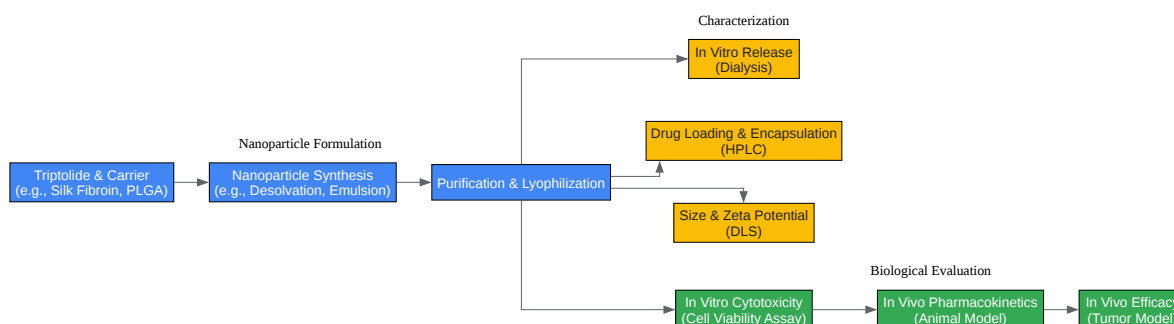 Characterization
In Vitro Release
(Dialysis)
Nanoparticle Formulation
Drug Loading & Encapsulation
(HPLC)
Triptolide & Carrier
(e.g., Silk Fibroin, PLGA)
Nanoparticle Synthesis
(e.g., Desolvation, Emulsion)
Purification & Lyophilization
Size & Zeta Potential
(DLS)
Biological Evaluation
In Vitro Cytotoxicity
(Cell Viability Assay)
In Vivo Pharmacokinetics
(Animal Model)
In Vivo Efficacy
(Tumor Model)